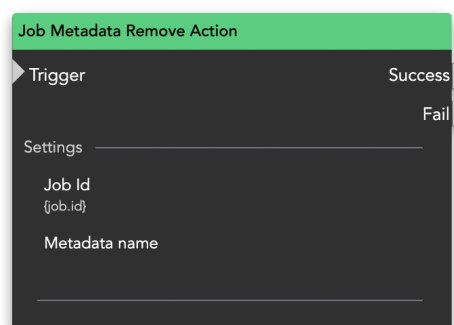 Job Metadata Remove Action
Trigger
Success
Fail
Settings
Job Id
{job.id}
Metadata name